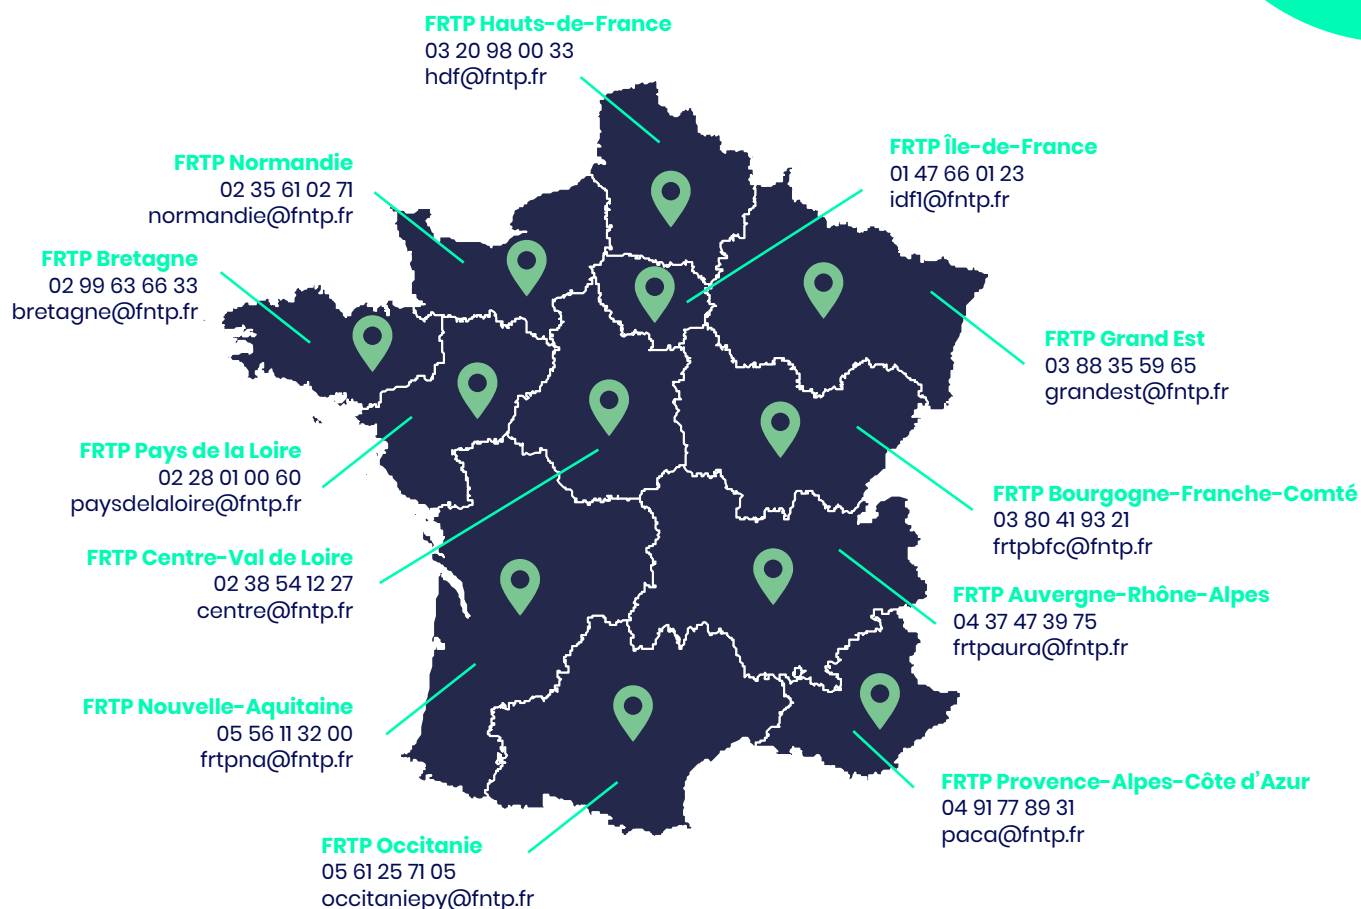 FRTP Hauts-de-France
03 20 98 00 33
hdf@fntp.fr
FRTP Île-de-France
01 47 66 01 23
idf1@fntp.fr
FRTP Normandie
02 35 61 02 71
normandie@fntp.fr
FRTP Bretagne
02 99 63 66 33
bretagne@fntp.fr
FRTP Grand Est
03 88 35 59 65
grandest@fntp.fr
FRTP Pays de la Loire
02 28 01 00 60
paysdelaloire@fntp.fr
FRTP Bourgogne-Franche-Comté
03 80 41 93 21
frtpbfc@fntp.fr
FRTP Centre-Val de Loire
02 38 54 12 27
centre@fntp.fr
FRTP Auvergne-Rhône-Alpes
04 37 47 39 75
frtpaura@fntp.fr
FRTP Nouvelle-Aquitaine
05 56 11 32 00
frtpna@fntp.fr
FRTP Provence-Alpes-Côte d'Azur
04 91 77 89 31
paca@fntp.fr
FRTP Occitanie
05 61 25 71 05
occitaniepy@fntp.fr